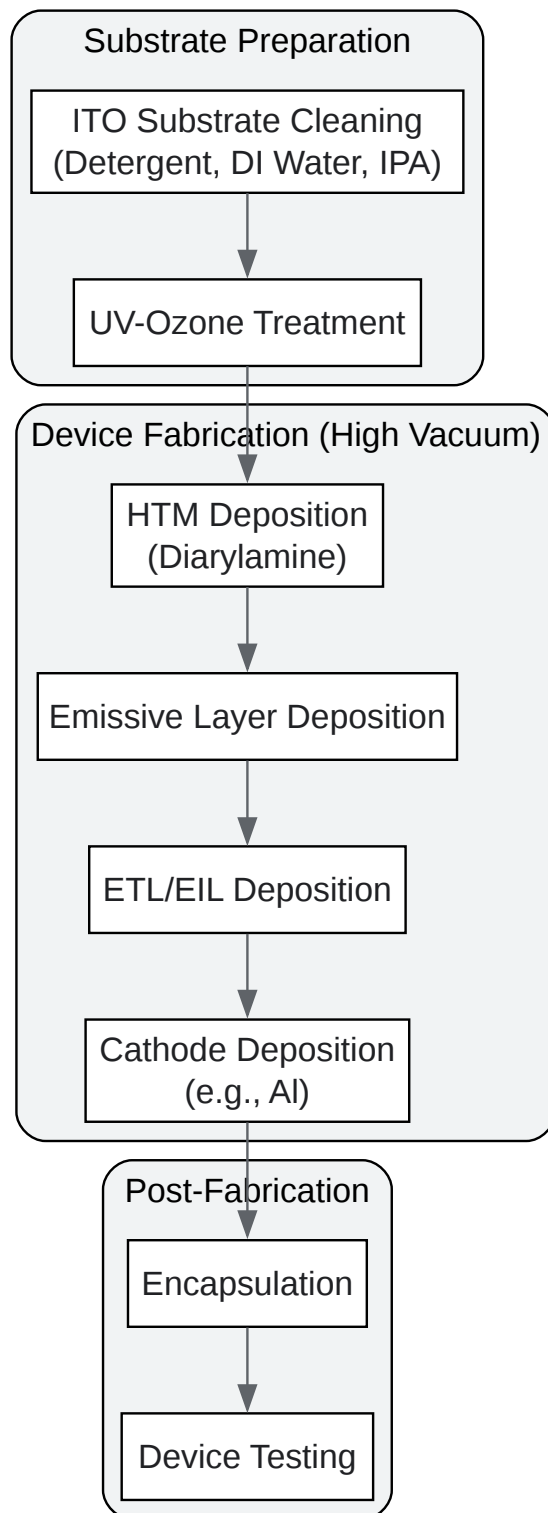 Substrate Preparation
ITO Substrate Cleaning
(Detergent, DI Water, IPA)
UV-Ozone Treatment
Device Fabrication (High Vacuum)
HTM Deposition
(Diarylamine)
Emissive Layer Deposition
ETL/EIL Deposition
Cathode Deposition
(e.g., Al)
Post-Fabrication
Encapsulation
Device Testing